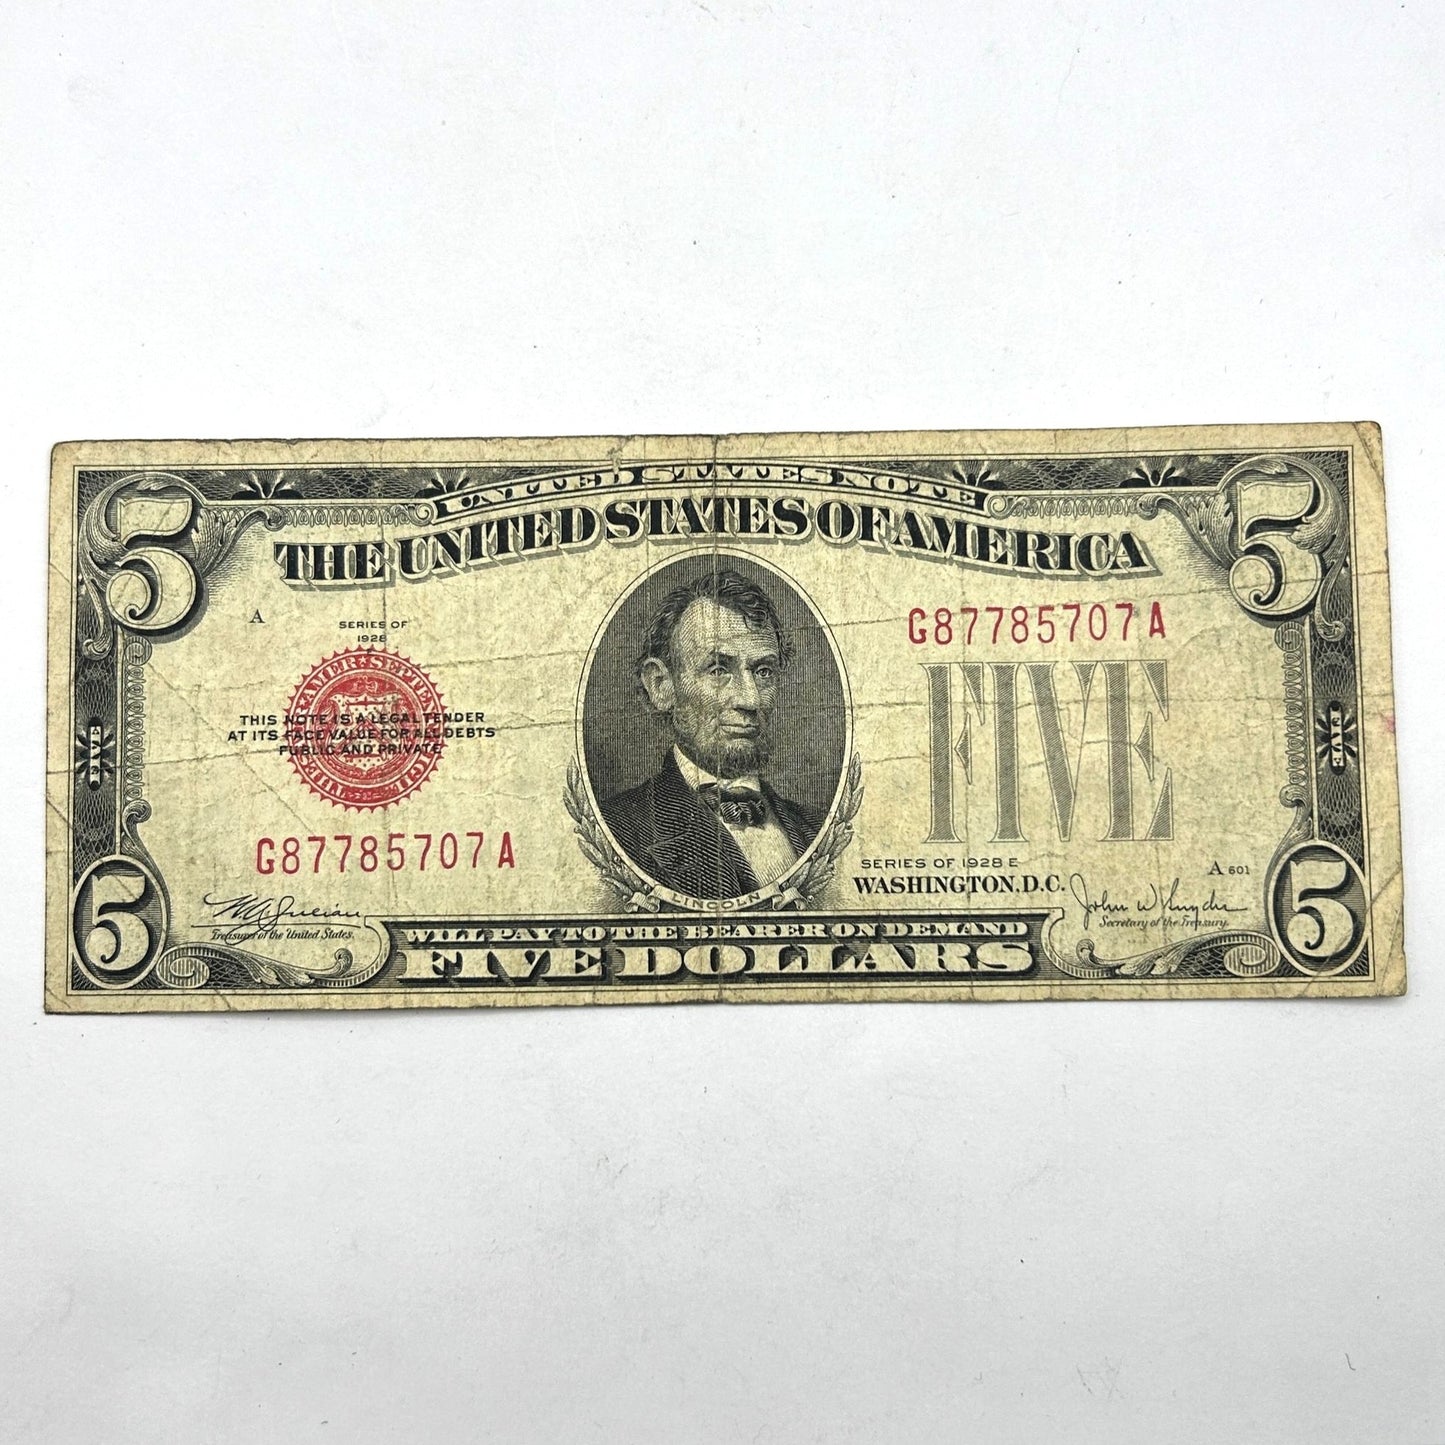 UNITED STATES NOTE
THE UNITED STATES OF AMERICA
5
5
A
SERIES OF
1928
G87785707A
FIVE
FIVE
THIS NOTE IS A LEGAL TENDER
AT ITS FACE VALUE FOR ALL DEBTS
PUBLIC AND PRIVATE
FIVE
G87785707A
SERIES OF 1928 E
WASHINGTON, D.C.
A 601
LINCOLN
W.A. Julian
Treasurer of the United States.
John W Snyder
Secretary of the Treasury.
5
5
WILL PAY TO THE BEARER ON DEMAND
FIVE DOLLARS